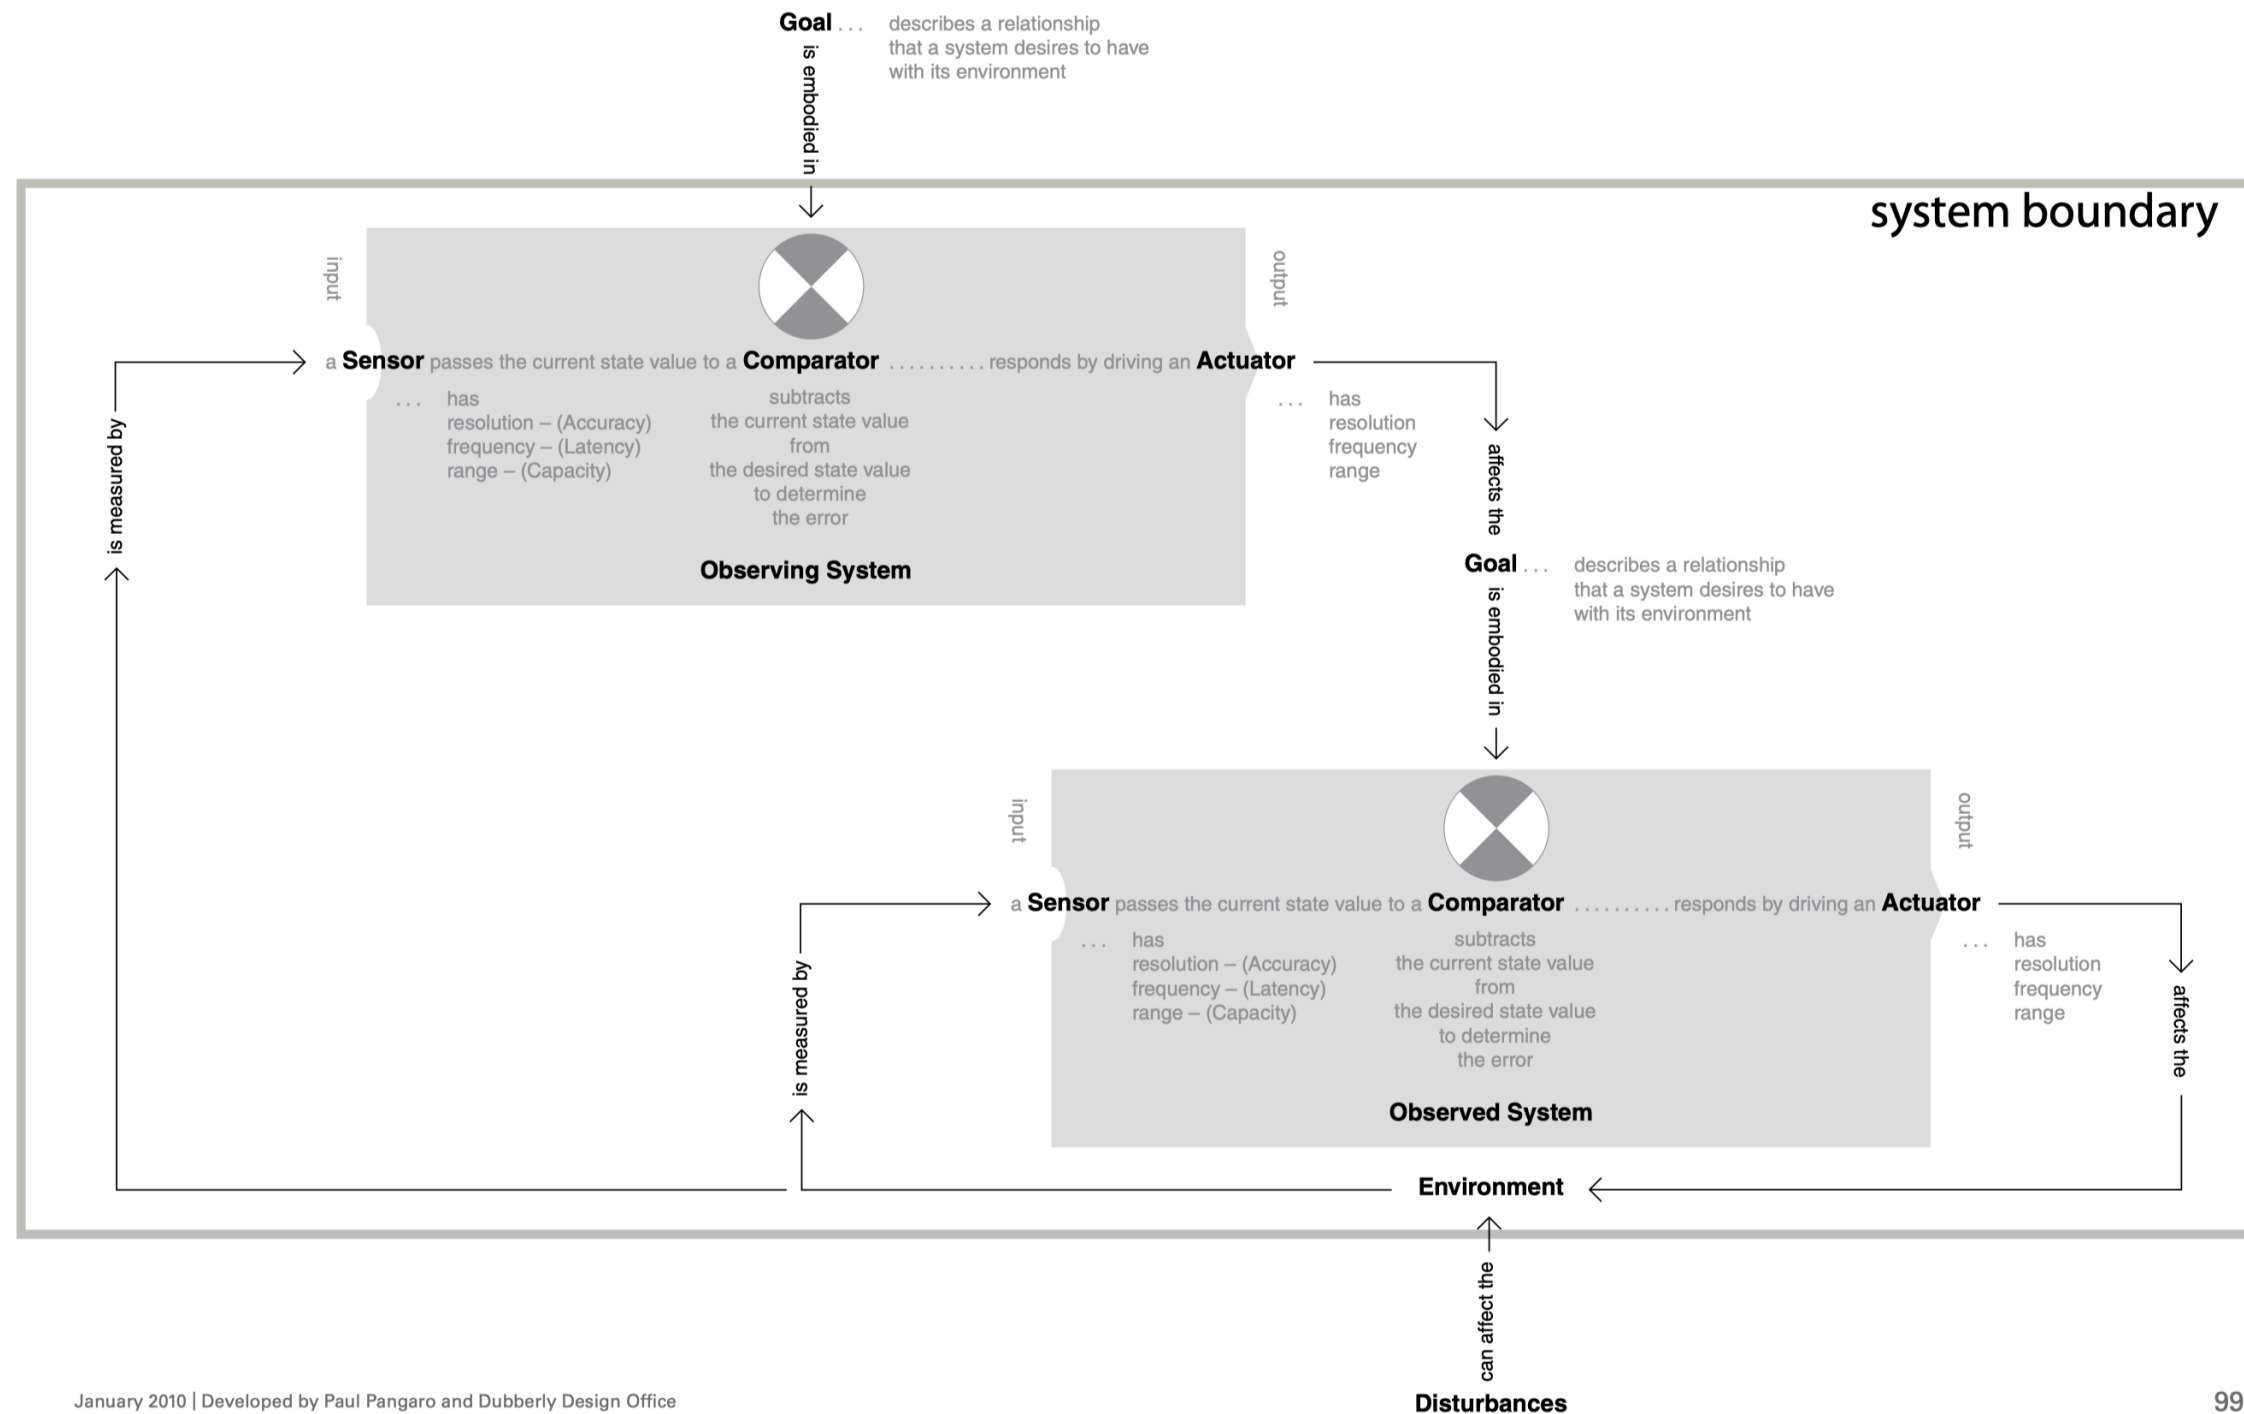 Goal . . . describes a relationship
that a system desires to have
with its environment
is embodied in
system boundary
input
output
a Sensor passes the current state value to a Comparator . . . . . . . . . . responds by driving an Actuator
. . . has
resolution – (Accuracy)
frequency – (Latency)
range – (Capacity)
subtracts
the current state value
from
the desired state value
to determine
the error
. . . has
resolution
frequency
range
Observing System
is measured by
affects the
Goal . . . describes a relationship
that a system desires to have
with its environment
is embodied in
input
output
a Sensor passes the current state value to a Comparator . . . . . . . . . . responds by driving an Actuator
. . . has
resolution – (Accuracy)
frequency – (Latency)
range – (Capacity)
subtracts
the current state value
from
the desired state value
to determine
the error
. . . has
resolution
frequency
range
Observed System
is measured by
affects the
Environment
can affect the
Disturbances
January 2010 | Developed by Paul Pangaro and Dubberly Design Office
99